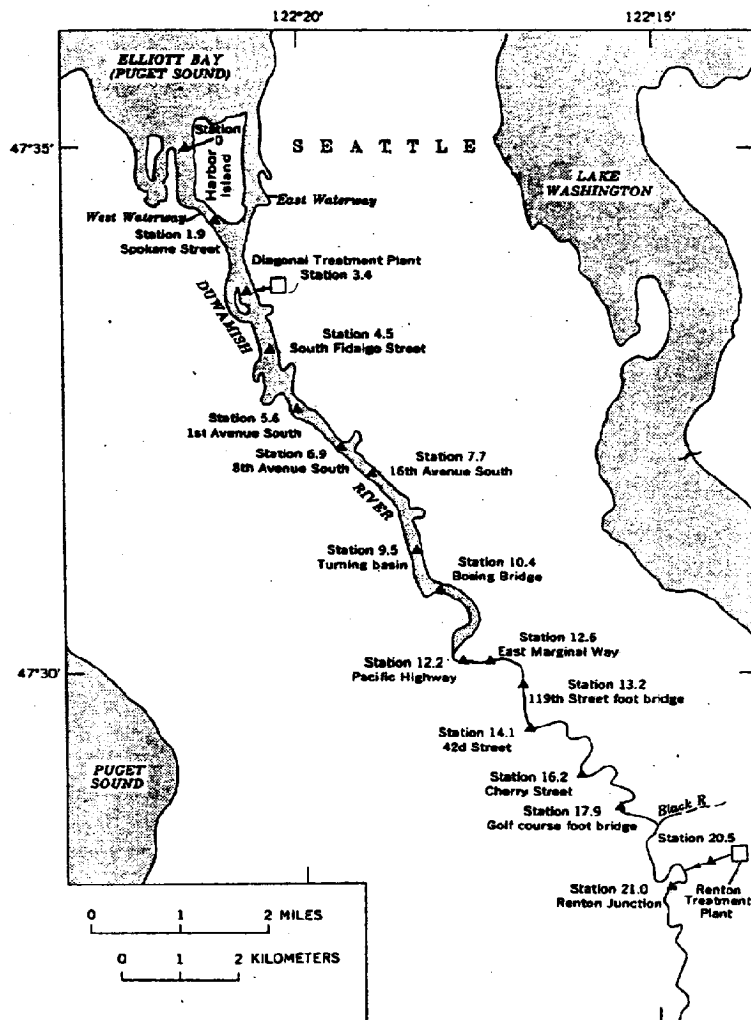 122°20'
122°15'
ELLIOTT BAY
(PUGET SOUND)
47°35'
Station
0
Harbor
Island
SEATTLE
LAKE
WASHINGTON
East Waterway
West Waterway
Station 1.9
Spokane Street
Diagonal Treatment Plant
Station 3.4
DUWAMISH
Station 4.5
South Fidalgo Street
Station 5.6
1st Avenue South
Station 6.9
8th Avenue South
Station 7.7
16th Avenue South
RIVER
Station 9.5
Turning basin
Station 10.4
Boeing Bridge
Station 12.6
East Marginal Way
Station 12.2
Pacific Highway
47°30'
Station 13.2
119th Street foot bridge
Station 14.1
42d Street
PUGET
SOUND
Station 16.2
Cherry Street
Black R
Station 17.9
Golf course foot bridge
Station 20.5
Station 21.0
Renton Junction
Renton
Treatment
Plant
0 1 2 MILES
0 1 2 KILOMETERS